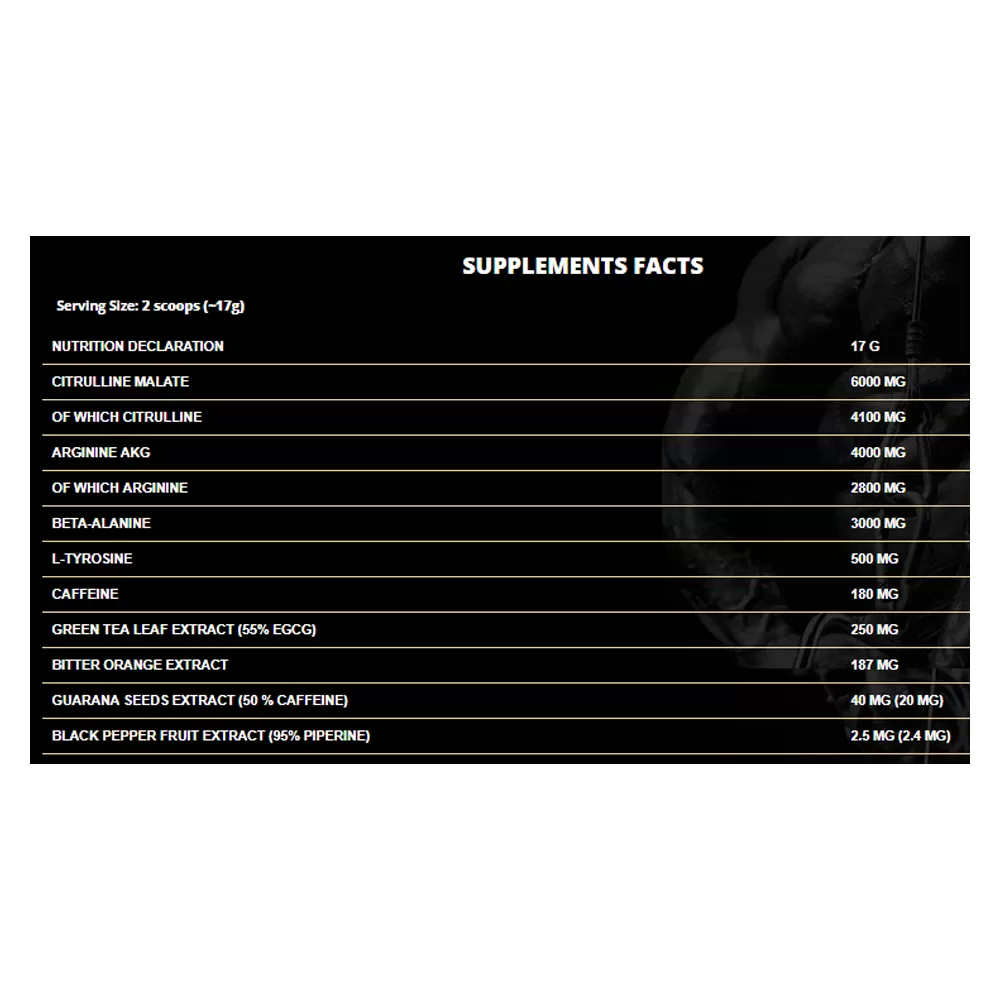 SUPPLEMENTS FACTS
Serving Size: 2 scoops (~17g)
NUTRITION DECLARATION 17 G
CITRULLINE MALATE 6000 MG
OF WHICH CITRULLINE 4100 MG
ARGININE AKG 4000 MG
OF WHICH ARGININE 2800 MG
BETA-ALANINE 3000 MG
L-TYROSINE 500 MG
CAFFEINE 180 MG
GREEN TEA LEAF EXTRACT (55% EGCG) 250 MG
BITTER ORANGE EXTRACT 187 MG
GUARANA SEEDS EXTRACT (50 % CAFFEINE) 40 MG (20 MG)
BLACK PEPPER FRUIT EXTRACT (95% PIPERINE) 2.5 MG (2.4 MG)